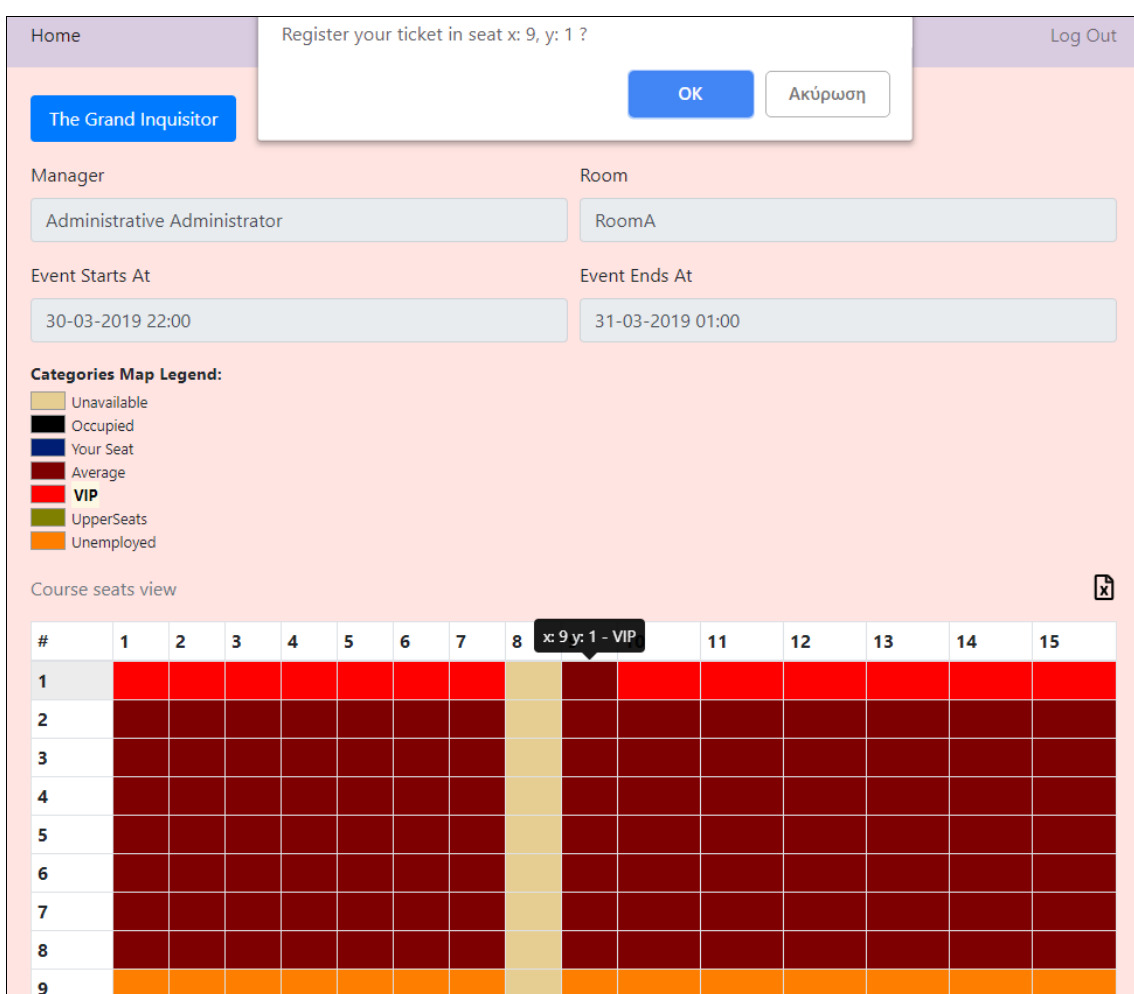 Home
Register your ticket in seat x: 9, y: 1 ?
Log Out
OK
Ακύρωση
The Grand Inquisitor
Manager
Room
Administrative Administrator
RoomA
Event Starts At
Event Ends At
30-03-2019 22:00
31-03-2019 01:00
Categories Map Legend:
Unavailable
Occupied
Your Seat
Average
VIP
UpperSeats
Unemployed
Course seats view
x: 9 y: 1 - VIP
# 1 2 3 4 5 6 7 8 11 12 13 14 15
1
2
3
4
5
6
7
8
9